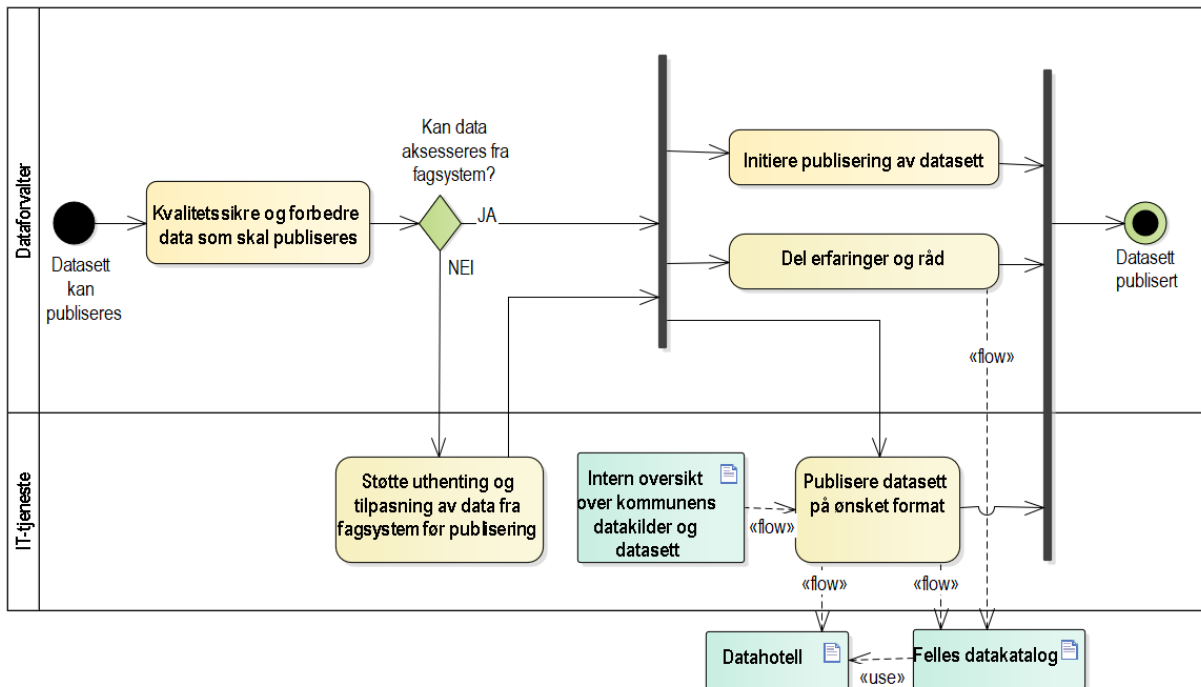 Dataforvalter
Datasett
kan
publiseres
Kvalitetssikre og forbedre
data som skal publiseres
Kan data
aksesseres fra
fagsystem?
JA
NEI
Initiere publisering av datasett
Del erfaringer og råd
«flow»
Datasett
publisert
IT-tjeneste
Støtte uthenting og
tilpasning av data fra
fagsystem før publisering
Intern oversikt
over kommunens
datakilder og
datasett
«flow»
Publisere datasett
på ønsket format
«flow»
«flow»
Datahotell
«use»
Felles datakatalog